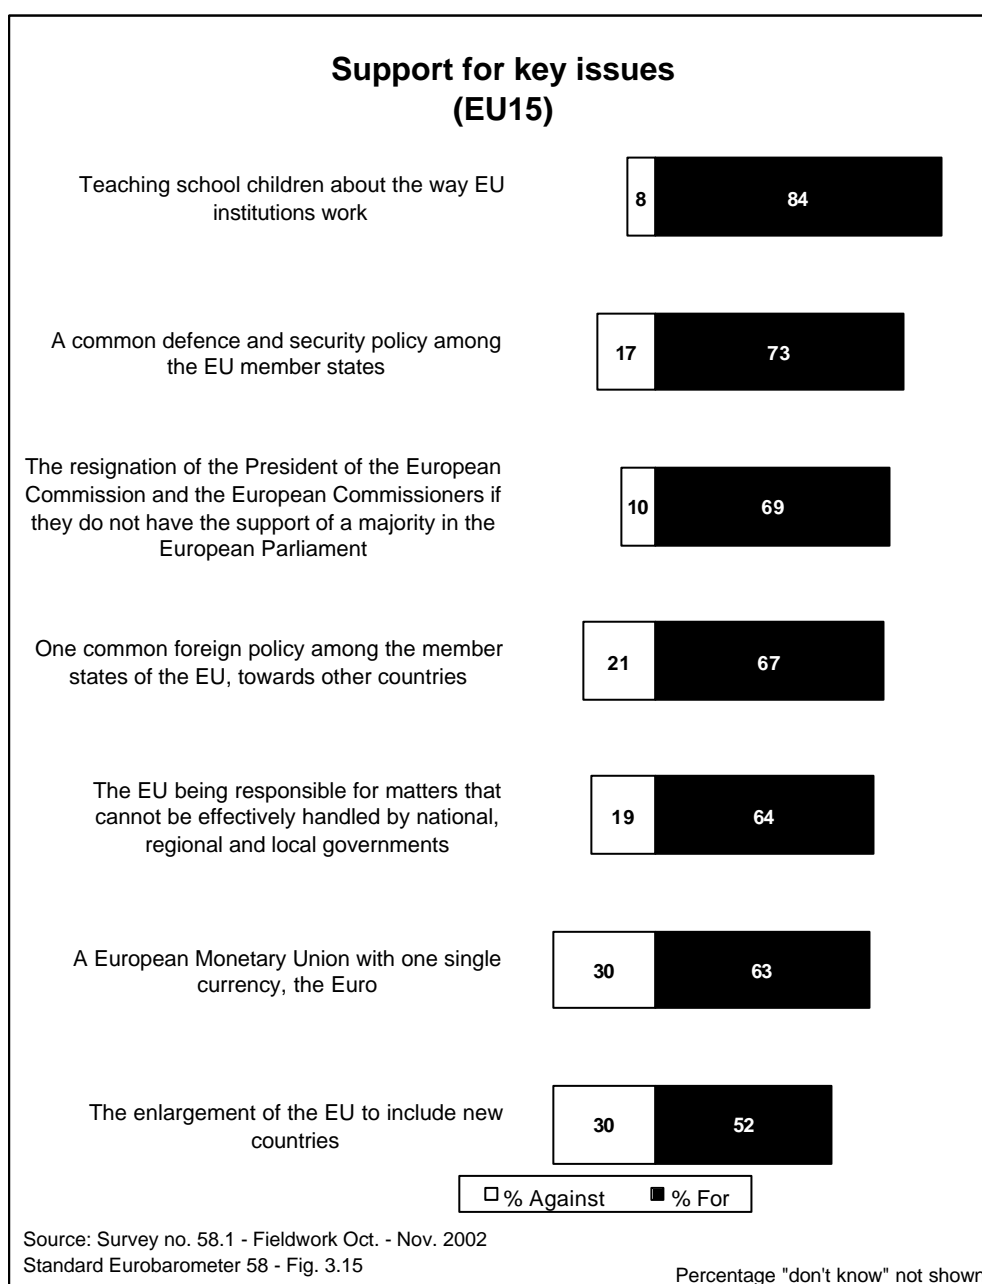 Support for key issues
(EU15)
Teaching school children about the way EU
institutions work
8
84
A common defence and security policy among
the EU member states
17
73
The resignation of the President of the European
Commission and the European Commissioners if
they do not have the support of a majority in the
European Parliament
10
69
One common foreign policy among the member
states of the EU, towards other countries
21
67
The EU being responsible for matters that
cannot be effectively handled by national,
regional and local governments
19
64
A European Monetary Union with one single
currency, the Euro
30
63
The enlargement of the EU to include new
countries
30
52
% Against
% For
Source: Survey no. 58.1 - Fieldwork Oct. - Nov. 2002
Standard Eurobarometer 58 - Fig. 3.15
Percentage "don't know" not shown